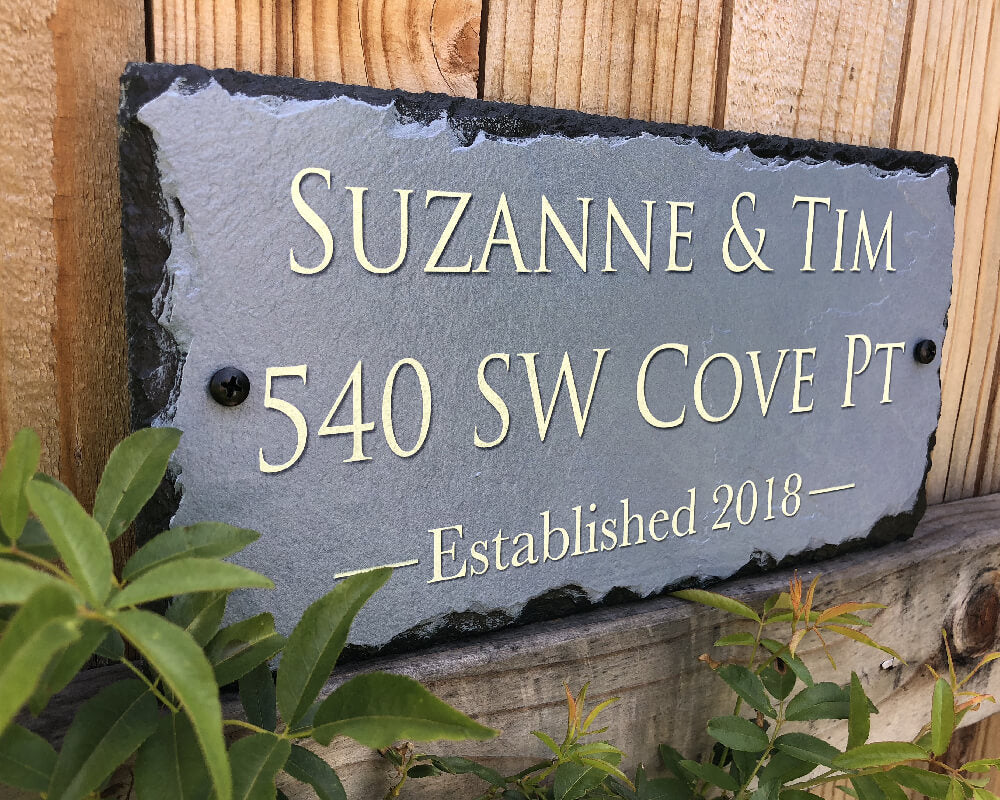 SUZANNE & TIM
540 SW COVE PT
—Established 2018—